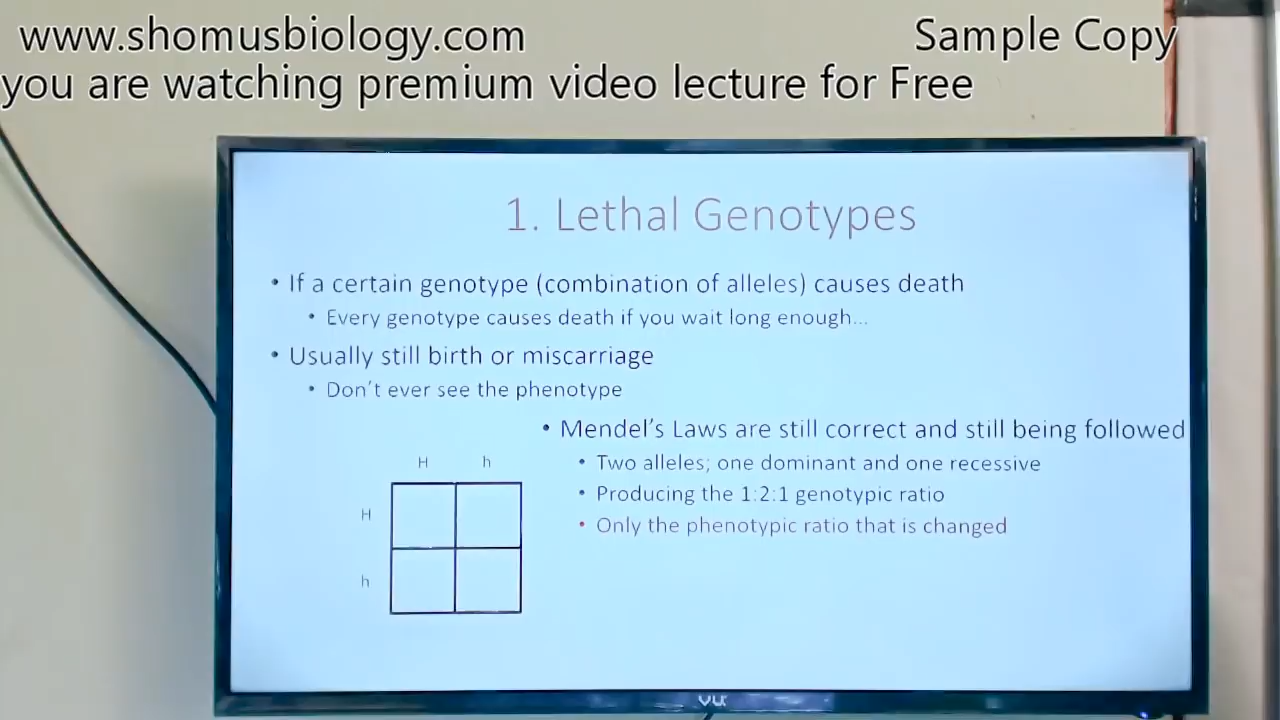 www.shomusbiology.com
Sample Copy
you are watching premium video lecture for Free
1. Lethal Genotypes
• If a certain genotype (combination of alleles) causes death
• Every genotype causes death if you wait long enough...
• Usually still birth or miscarriage
• Don't ever see the phenotype
• Mendel's Laws are still correct and still being followed
• Two alleles; one dominant and one recessive
• Producing the 1:2:1 genotypic ratio
• Only the phenotypic ratio that is changed
H h
H
h
VU